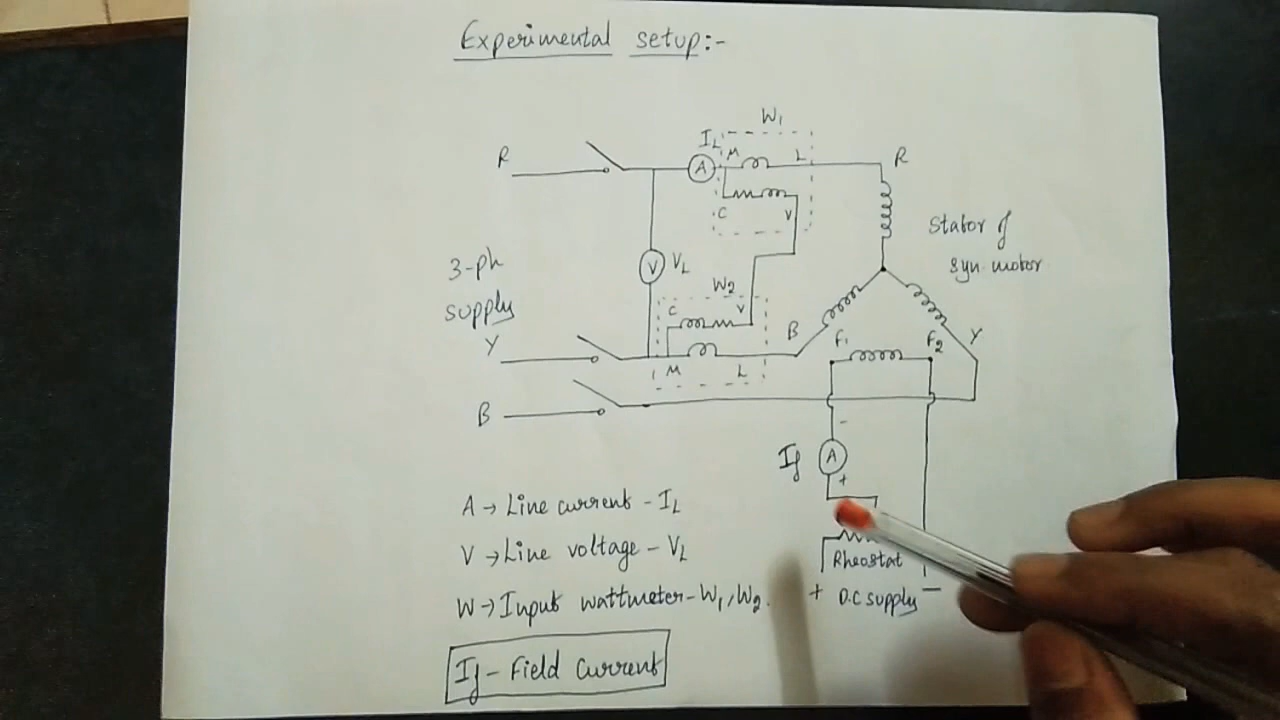 Experimental setup:-
W1
IL
R
A
M
L
R
C
V
Stator of
syn motor
3-ph
supply
V
VL
W2
C
V
B
F1
F2
Y
Y
M
L
B
-
If
A
+
A → Line current - IL
V → Line voltage - VL
Rheostat
W → Input wattmeter - W1, W2.
+ D.C supply -
If - Field current